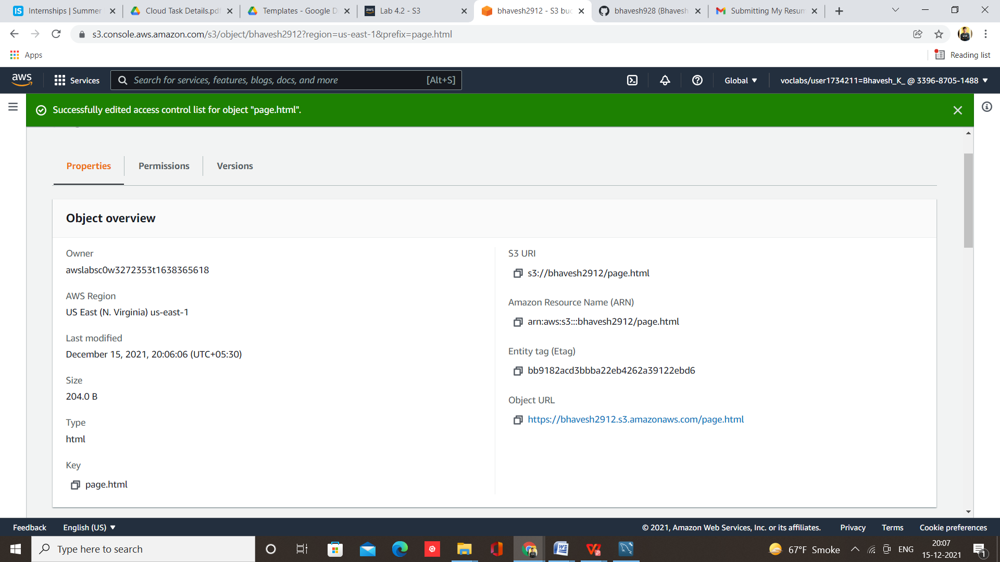 Internships | Summer
Cloud Task Details.pdf
Templates - Google D
Lab 4.2 - S3
bhavesh2912 - S3 buc
bhavesh928 (Bhavesh
Submitting My Resum
s3.console.aws.amazon.com/s3/object/bhavesh2912?region=us-east-1&prefix=page.html
Apps
Reading list
aws
Services
Search for services, features, blogs, docs, and more
[Alt+S]
Global
voclabs/user1734211=Bhavesh_K_ @ 3396-8705-1488
Successfully edited access control list for object "page.html".
Properties
Permissions
Versions
Object overview
Owner
awslabsc0w3272353t1638365618
AWS Region
US East (N. Virginia) us-east-1
Last modified
December 15, 2021, 20:06:06 (UTC+05:30)
Size
204.0 B
Type
html
Key
page.html
S3 URI
s3://bhavesh2912/page.html
Amazon Resource Name (ARN)
arn:aws:s3:::bhavesh2912/page.html
Entity tag (Etag)
bb9182acd3bbba22eb4262a39122ebd6
Object URL
https://bhavesh2912.s3.amazonaws.com/page.html
Feedback
English (US)
© 2021, Amazon Web Services, Inc. or its affiliates.
Privacy
Terms
Cookie preferences
Type here to search
67°F Smoke
ENG
20:07
15-12-2021
1